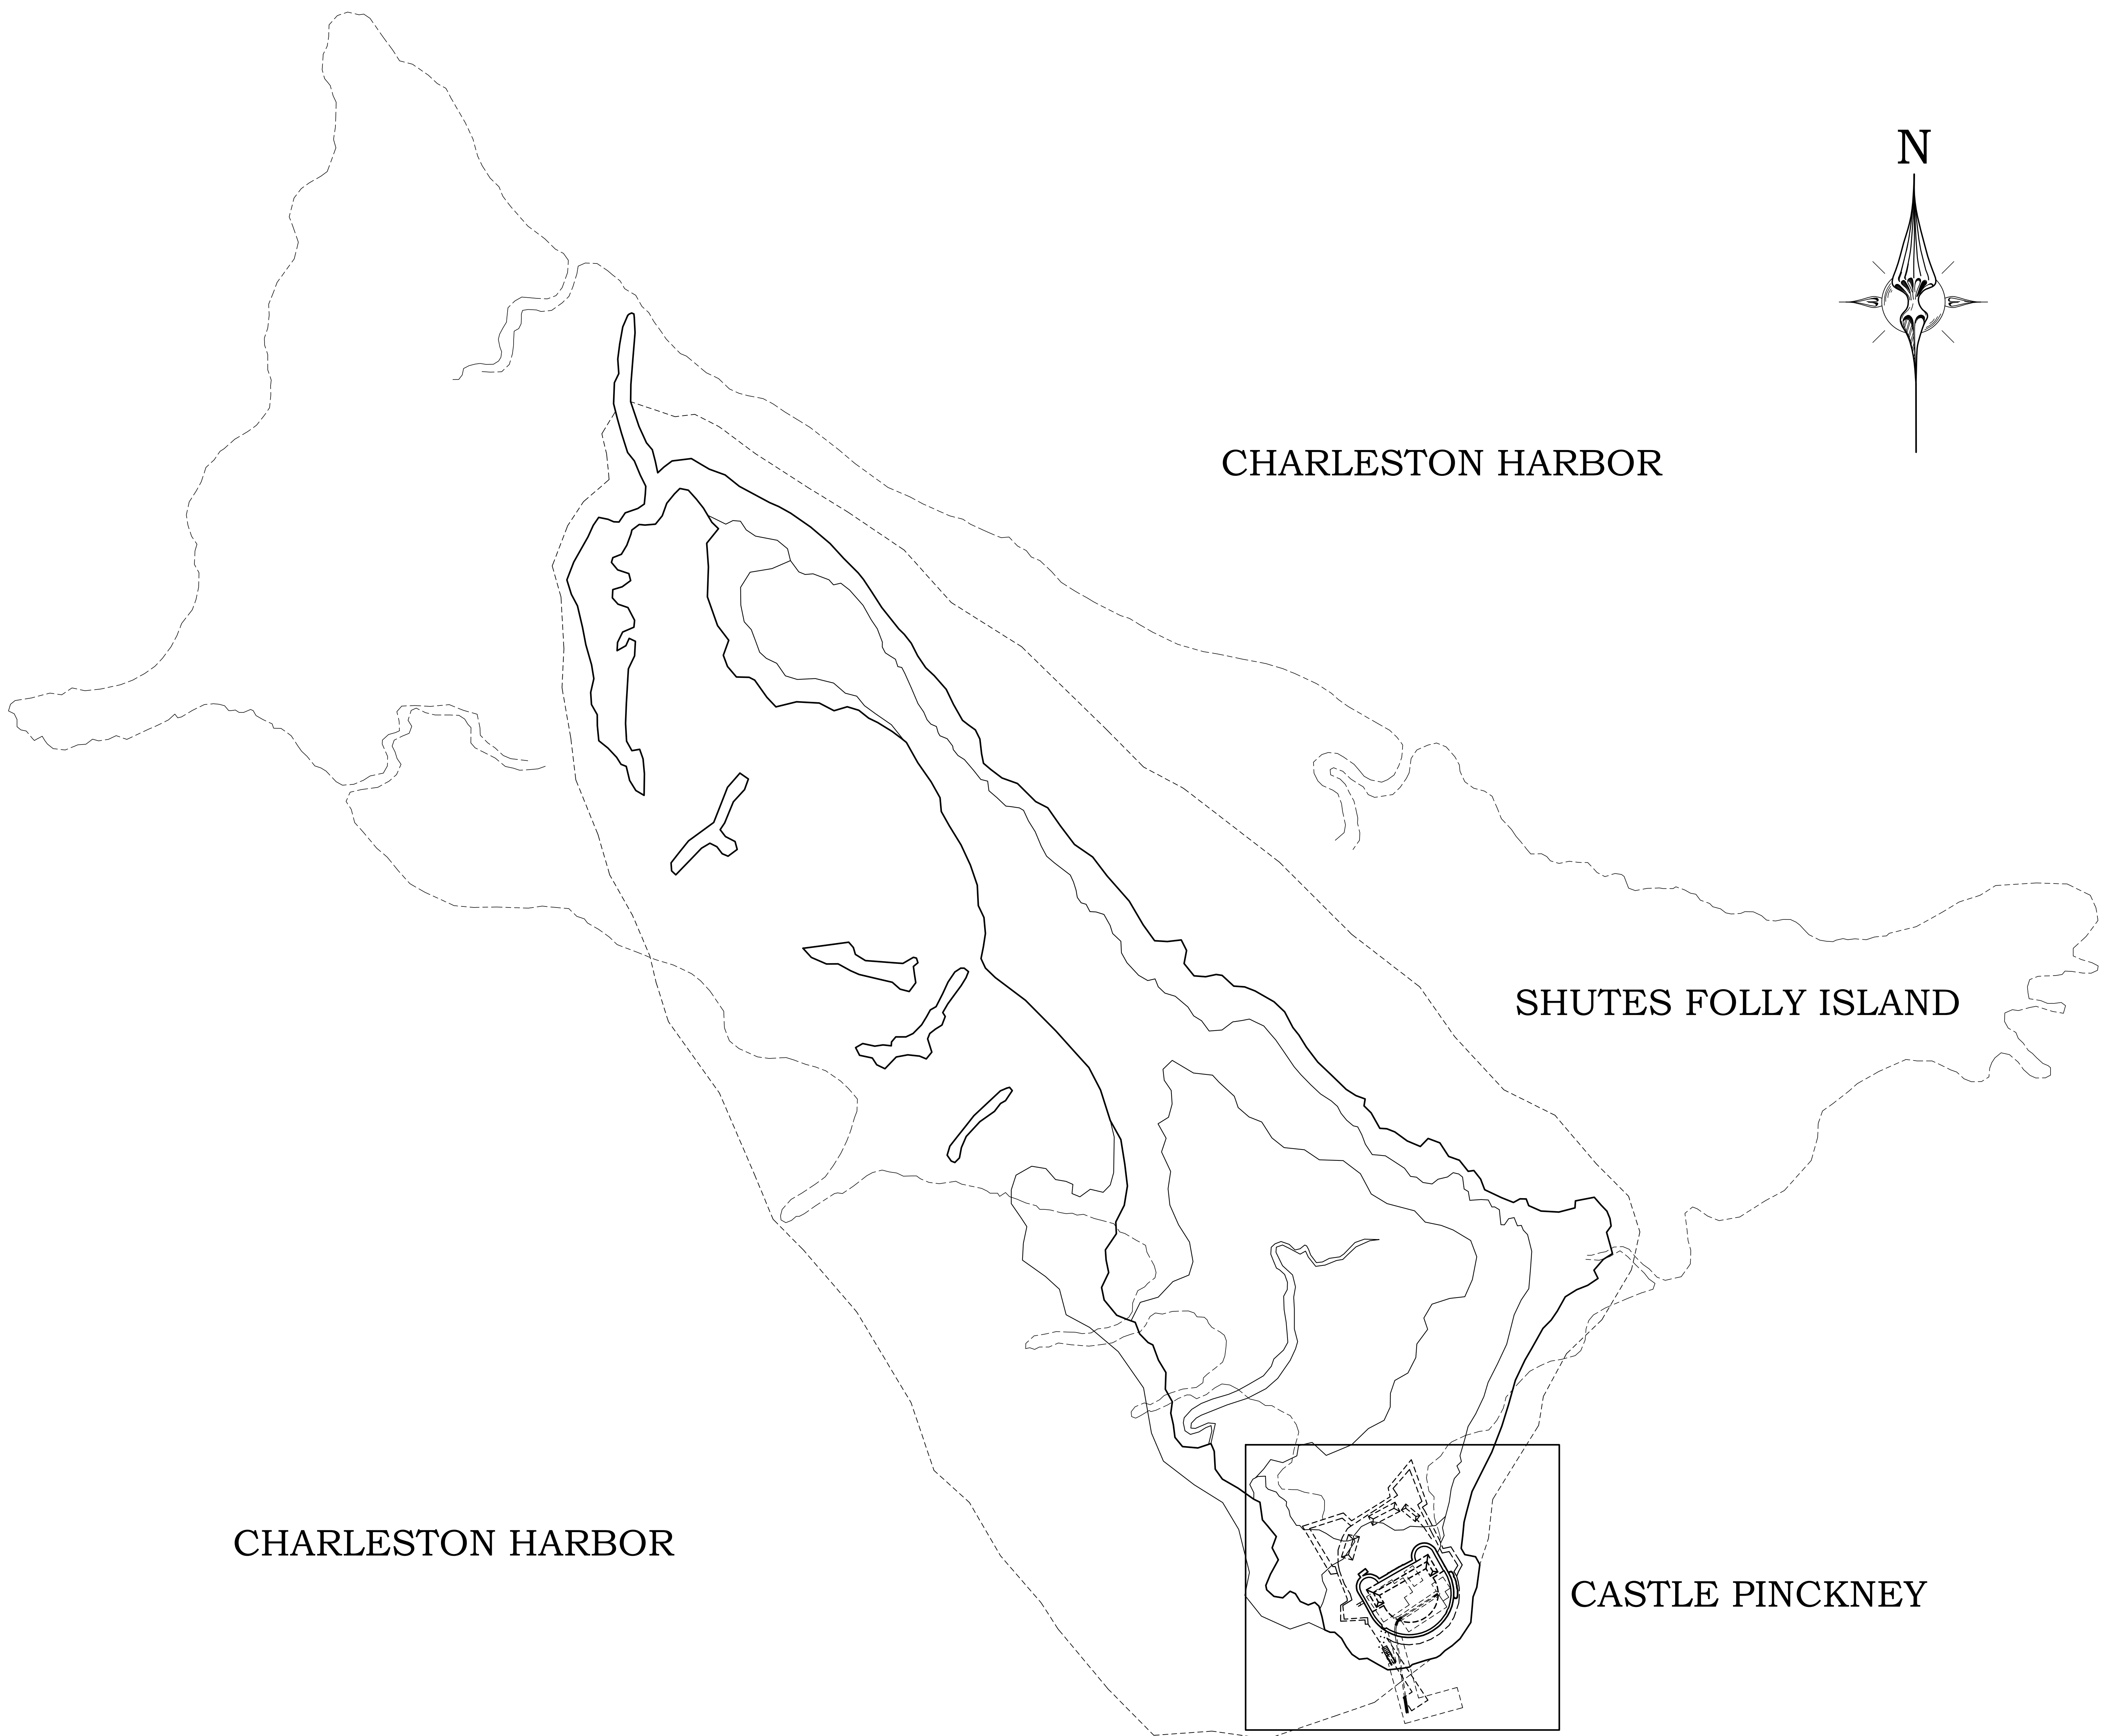 N
CHARLESTON HARBOR
SHUTES FOLLY ISLAND
CHARLESTON HARBOR
CASTLE PINCKNEY